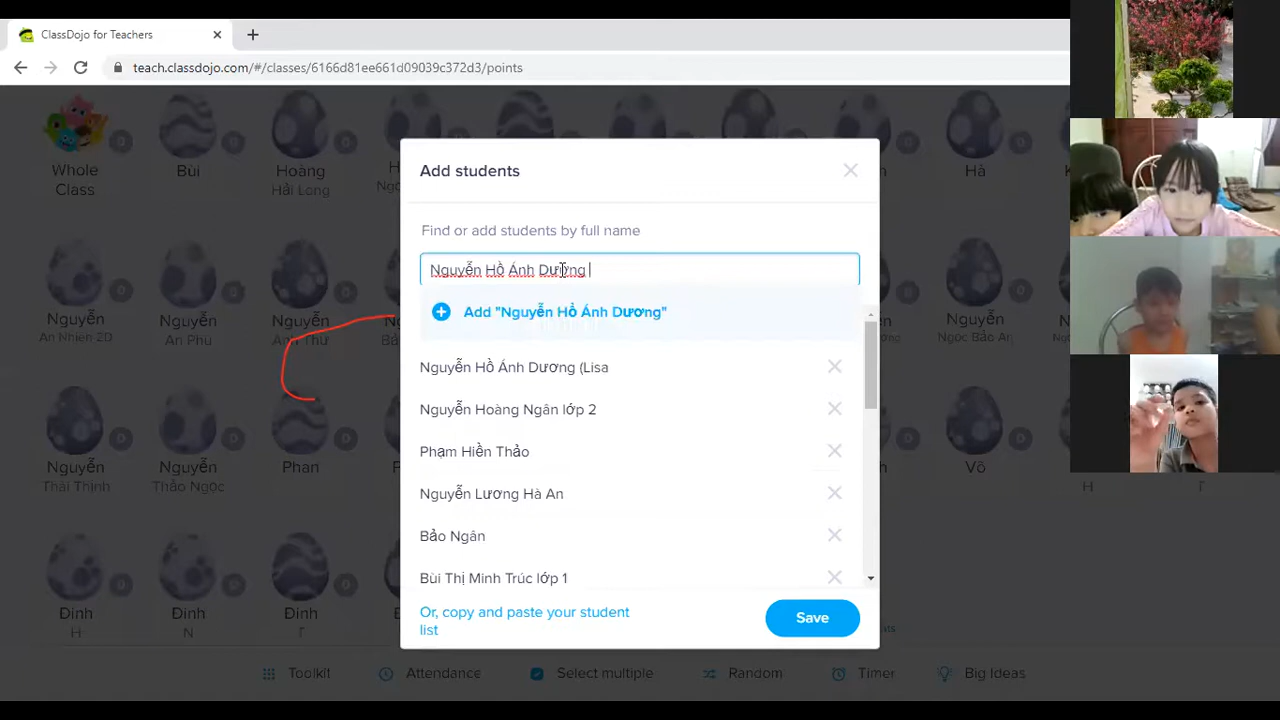 ClassDojo for Teachers
teach.classdojo.com/#/classes/6166d81ee661d09039c372d3/points
Whole Class
Bùi
Hoàng
Hải Long
Hà
Add students
Find or add students by full name
Nguyễn Hồ Ánh Dương
Add "Nguyễn Hồ Ánh Dương"
Nguyễn Hồ Ánh Dương (Lisa
Nguyễn Hoàng Ngân lớp 2
Phạm Hiền Thảo
Nguyễn Lương Hà An
Bảo Ngân
Bùi Thị Minh Trúc lớp 1
Or, copy and paste your student list
Save
Nguyễn
An Nhiên 2D
Nguyễn
An Phú
Nguyễn
Anh Thư
Nguyễn
Ngọc Bảo An
Nguyễn
Thái Thịnh
Nguyễn
Thảo Ngọc
Phan
Võ
H
T
Đinh
H
Đinh
N
Đinh
T
Toolkit
Attendance
Select multiple
Random
Timer
Big Ideas